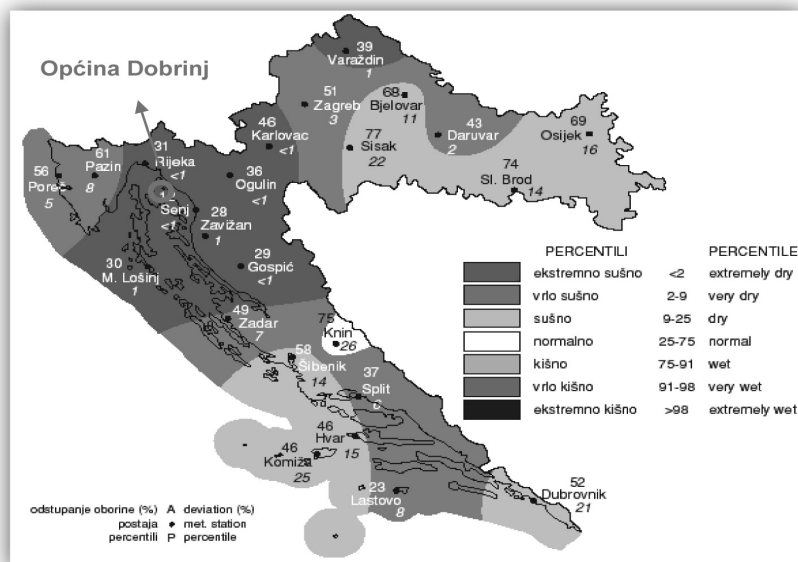 Općina Dobrinj
39
Varaždin
1
51
Zagreb
3
68
Bjelovar
11
46
Karlovac
<1
43
Daruvar
2
69
Osijek
16
77
Sisak
22
74
Sl. Brod
14
61
Pazin
8
31
Rijeka
<1
56
Poreč
5
36
Ogulin
<1
Senj
<1
28
Zavižan
1
29
Gospić
<1
30
M. Lošinj
1
49
Zadar
7
75
Knin
26
58
Šibenik
14
37
Split
6
46
Hvar
15
46
Komiža
25
23
Lastovo
8
52
Dubrovnik
21
PERCENTILI PERCENTILE
ekstremno sušno <2 extremely dry
vrlo sušno 2-9 very dry
sušno 9-25 dry
normalno 25-75 normal
kišno 75-91 wet
vrlo kišno 91-98 very wet
ekstremno kišno >98 extremely wet
odstupanje oborine (%) A deviation (%)
postaja met. station
percentili P percentile